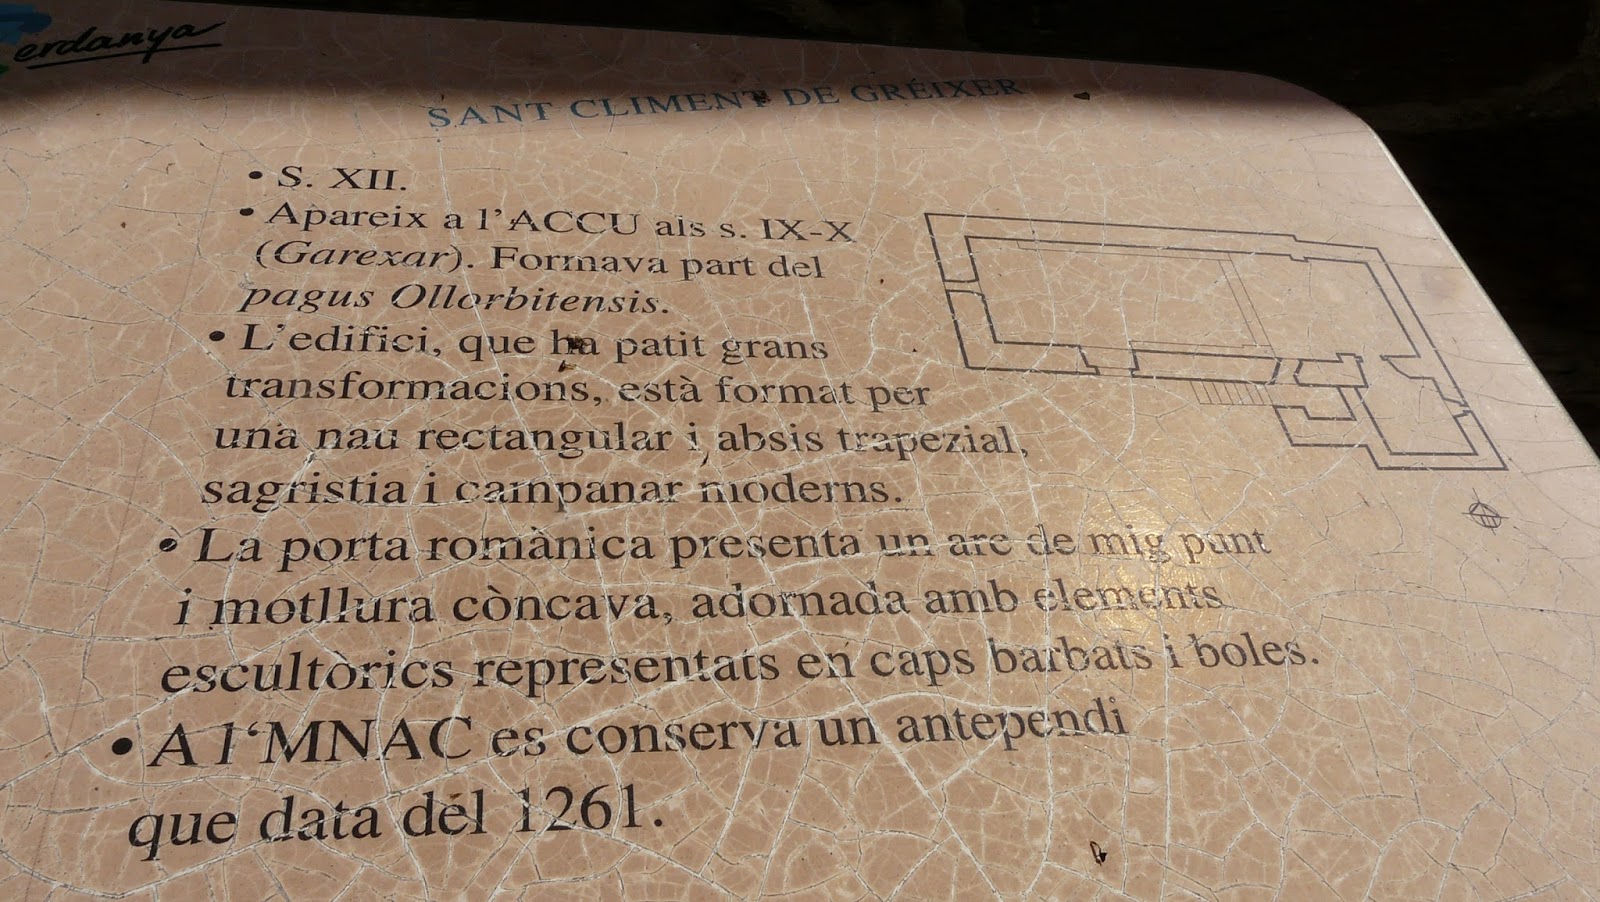 erdanya
SANT CLIMENT DE GRÉIXER
• S. XII.
• Apareix a l'ACCU als s. IX-X
(Garexar). Formava part del
pagus Ollorbitensis.
• L'edifici, que ha patit grans
transformacions, està format per
una nau rectangular i absis trapezial,
sagristia i campanar moderns.
• La porta romànica presenta un arc de mig punt
i motllura còncava, adornada amb elements
escultòrics representats en caps barbats i boles.
• A l‘MNAC es conserva un antependi
que data del 1261.